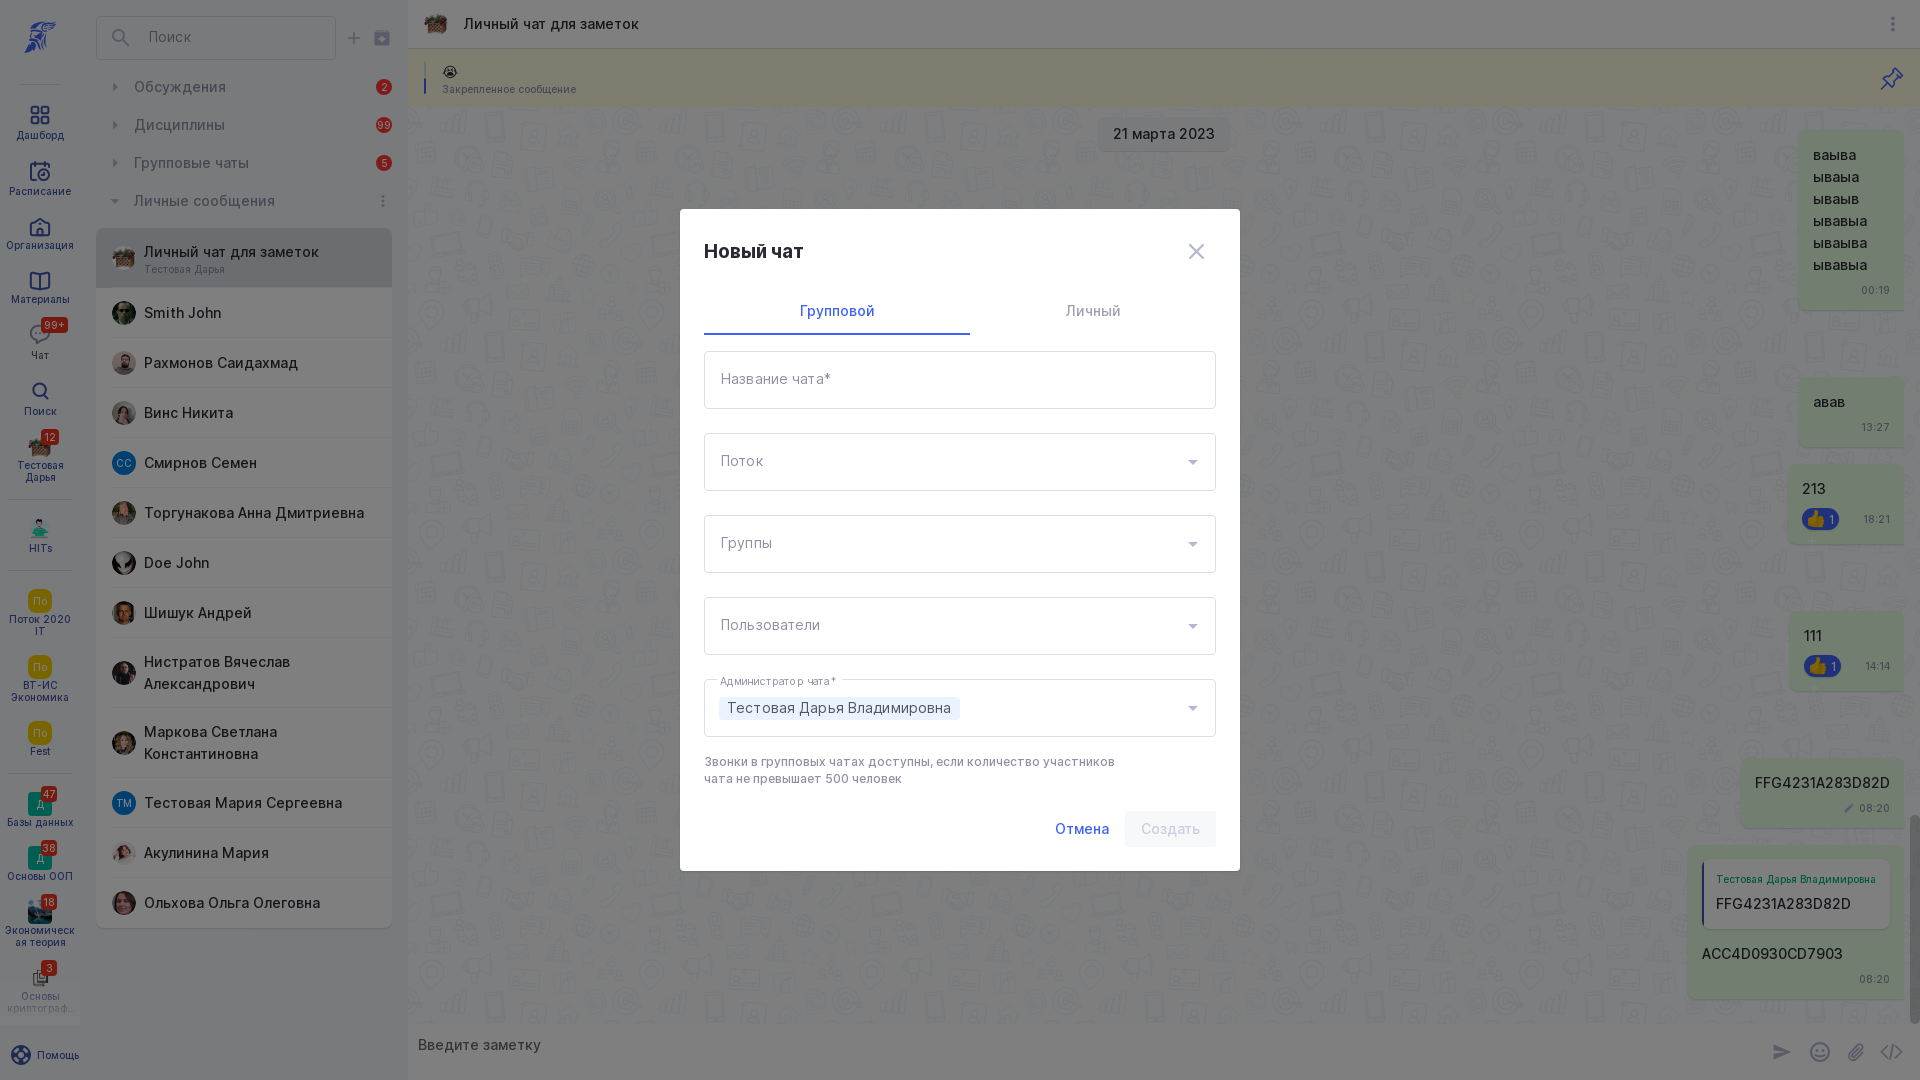 Поиск
Обсуждения
2
Дисциплины
99
Групповые чаты
5
Личные сообщения
Личный чат для заметок
Тестовая Дарья
Smith John
Рахмонов Саидахмад
Винс Никита
СС
Смирнов Семен
Торгунакова Анна Дмитриевна
Doe John
Шишук Андрей
Нистратов Вячеслав
Александрович
Маркова Светлана
Константиновна
ТМ
Тестовая Мария Сергеевна
Акулинина Мария
Ольхова Ольга Олеговна
Дашборд
Расписание
Организация
Материалы
99+
Чат
Поиск
12
Тестовая
Дарья
HITs
По
Поток 2020
IT
По
ВТ-ИС
Экономика
По
Fest
47
Д
Базы данных
38
Д
Основы ООП
18
Экономическ
ая теория
3
Основы
криптограф..
Помощь
Личный чат для заметок
Закрепленное сообщение
21 марта 2023
ваыва
ываыа
ываыв
ывавыа
ываыва
ывавыа
00:19
авав
13:27
213
1
18:21
111
1
14:14
FFG4231A283D82D
08:20
Тестовая Дарья Владимировна
FFG4231A283D82D
ACC4D0930CD7903
08:20
Введите заметку
Новый чат
Групповой
Личный
Название чата*
Поток
Группы
Пользователи
Администратор чата*
Тестовая Дарья Владимировна
Звонки в групповых чатах доступны, если количество участников
чата не превышает 500 человек
Отмена
Создать